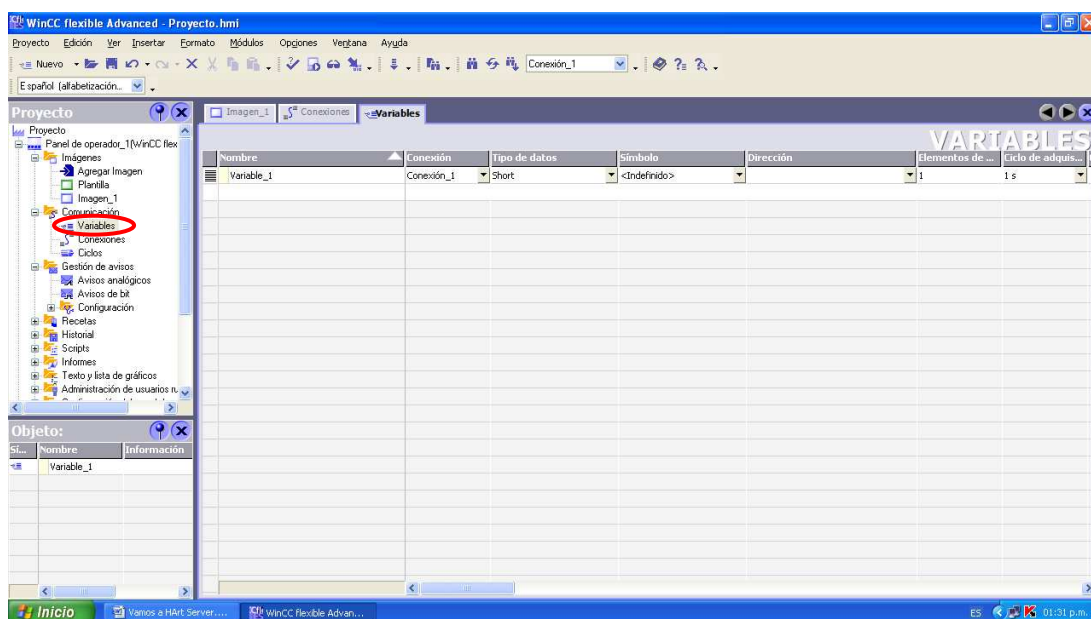 WinCC flexible Advanced - Proyecto.hmi
Proyecto Edición Ver Insertar Formato Módulos Opciones Ventana Ayuda
Nuevo Conexión_1
Español (alfabetización...
Proyecto
Imagen_1 Conexiones Variables
Proyecto
Panel de operador_1(WinCC flex
Imágenes
Agregar Imagen
Plantilla
Imagen_1
Comunicación
Variables
Conexiones
Ciclos
Gestión de avisos
Avisos analógicos
Avisos de bit
Configuración
Recetas
Historial
Scripts
Informes
Texto y lista de gráficos
Administración de usuarios ru
VARIABLES
Nombre Conexión Tipo de datos Símbolo Dirección Elementos de ... Ciclo de adquis...
Variable_1 Conexión_1 Short <Indefinido> 1 1 s
Objeto:
Sí... Nombre Información
Variable_1
Inicio Vamos a HArt Server.... WinCC flexible Advan... ES 01:31 p.m.